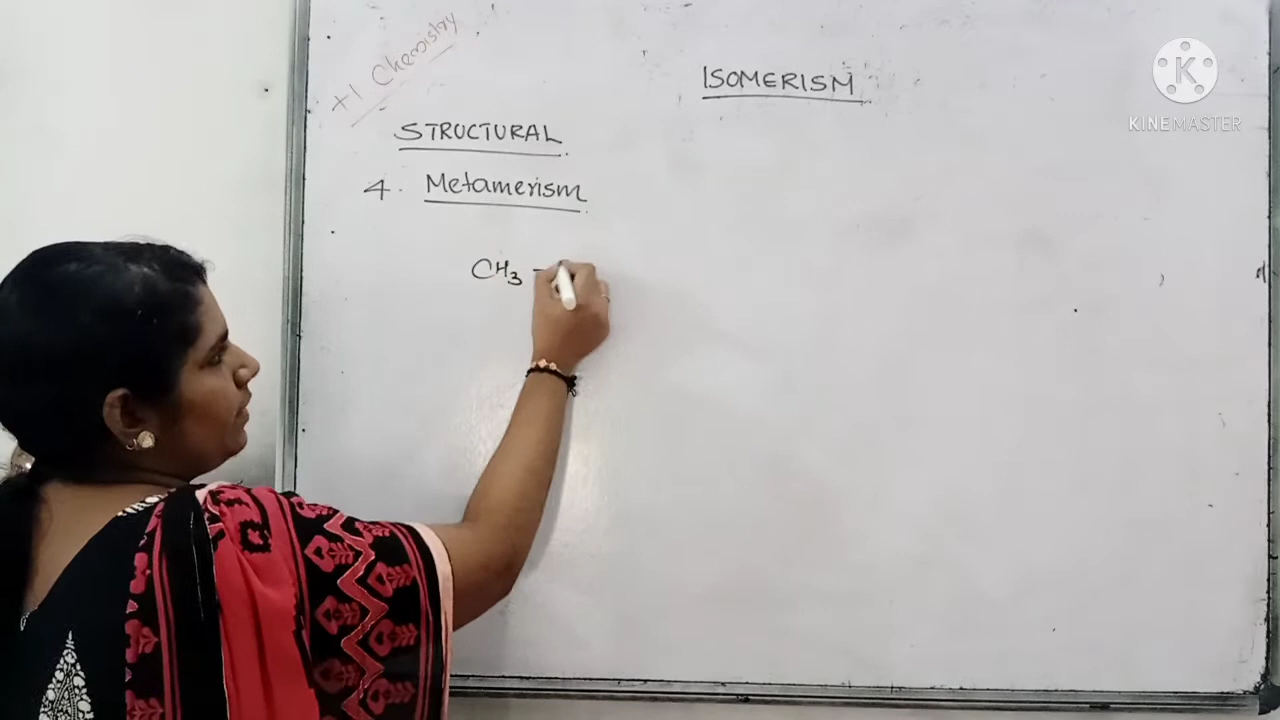 +1 Chemistry
ISOMERISM
KINEMASTER
STRUCTURAL
4. Metamerism
CH3 -